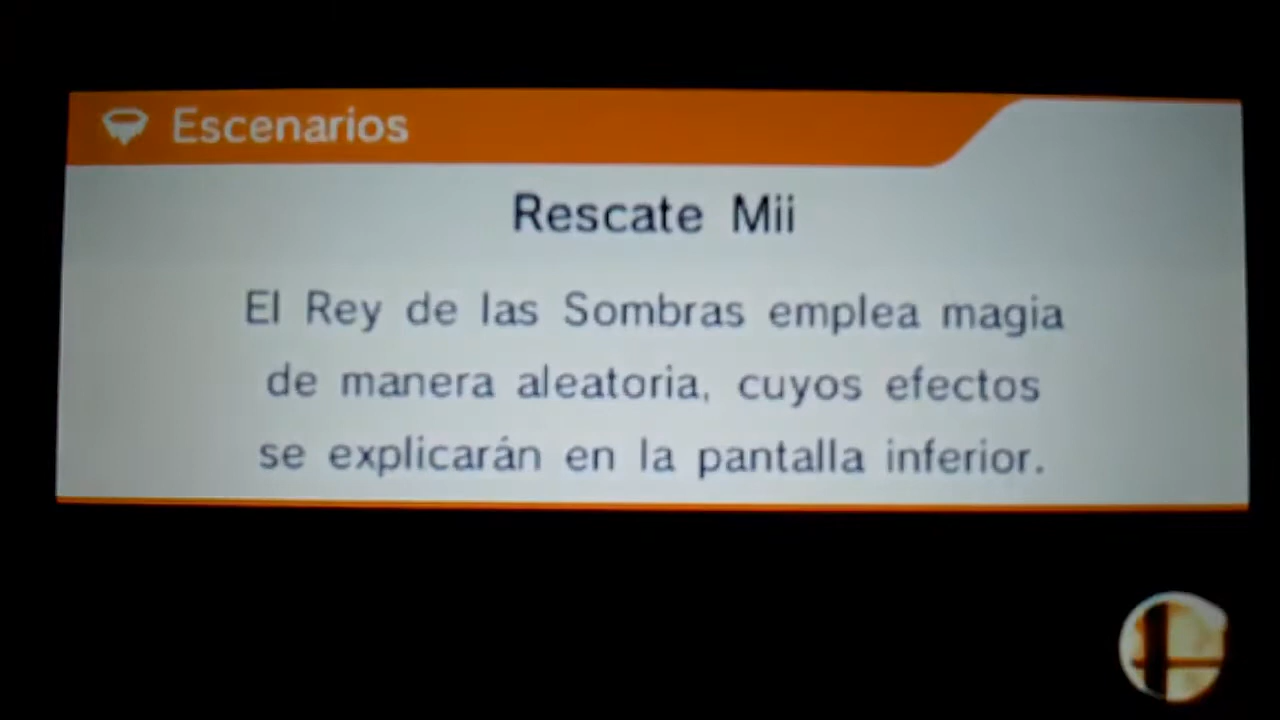 Escenarios
Rescate Mii
El Rey de las Sombras emplea magia
de manera aleatoria, cuyos efectos
se explicarán en la pantalla inferior.